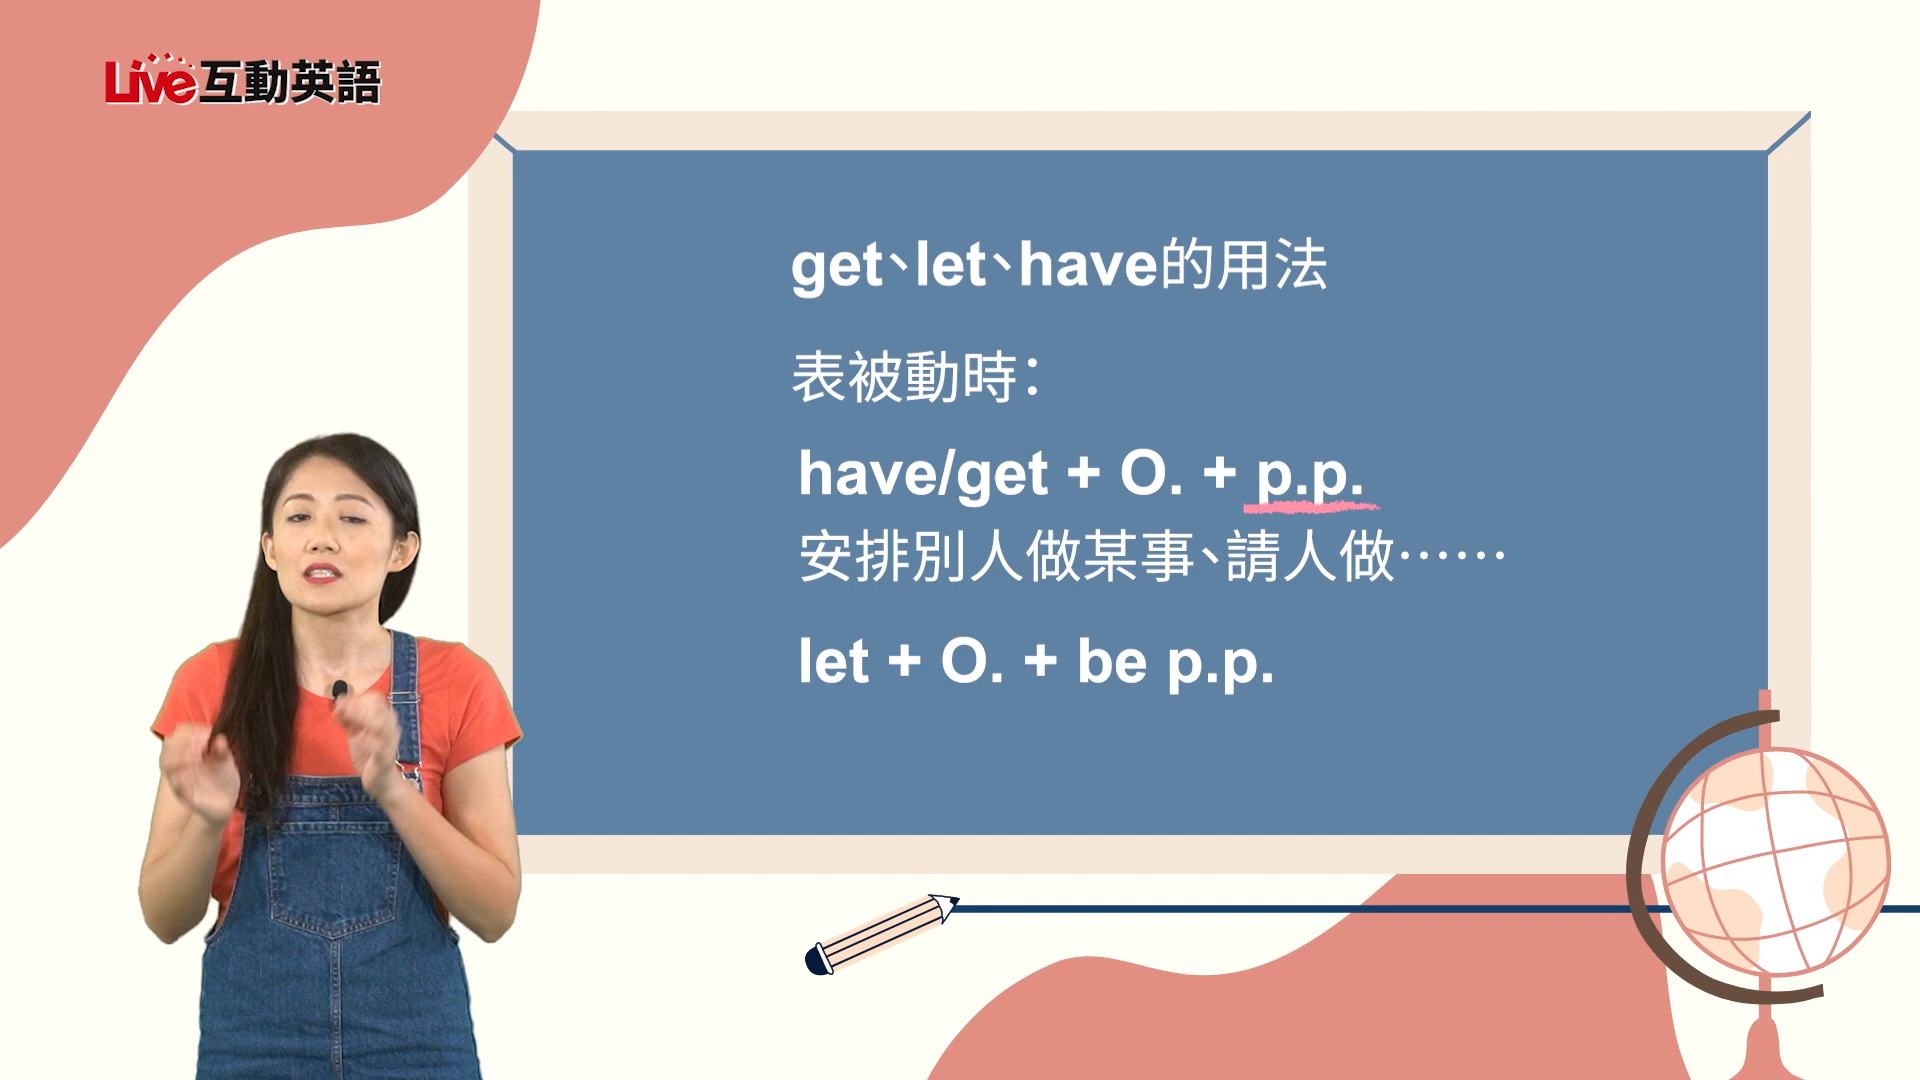 Live互動英語
get、let、have的用法
表被動時：
have/get + O. + p.p.
安排別人做某事、請人做……
let + O. + be p.p.